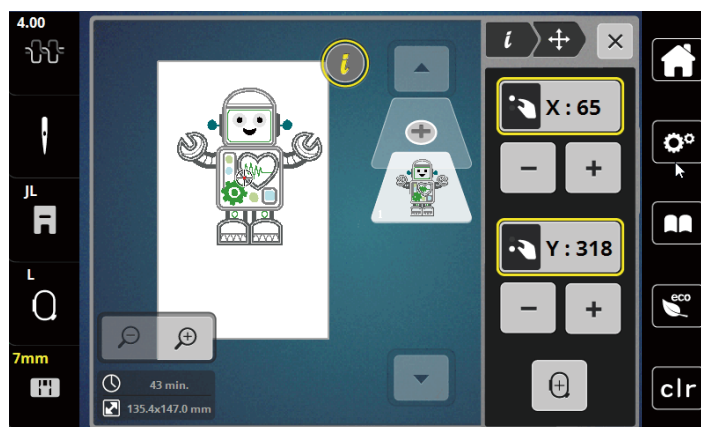 4.00
i
i
X : 65
− +
JL
Y : 318
L
− +
eco
7mm
43 min.
135.4x147.0 mm
1
clr